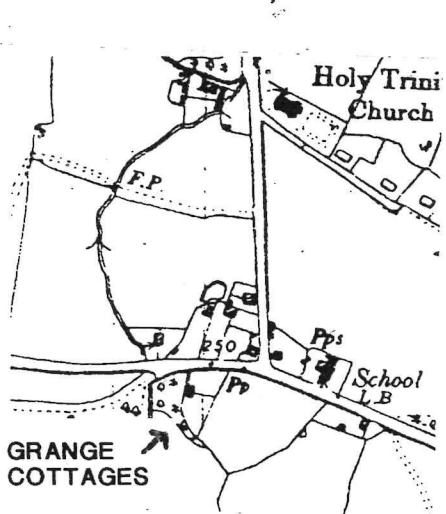 Holy Trini
Church
F.P
250
Pps
Pp
School
L B
GRANGE
COTTAGES